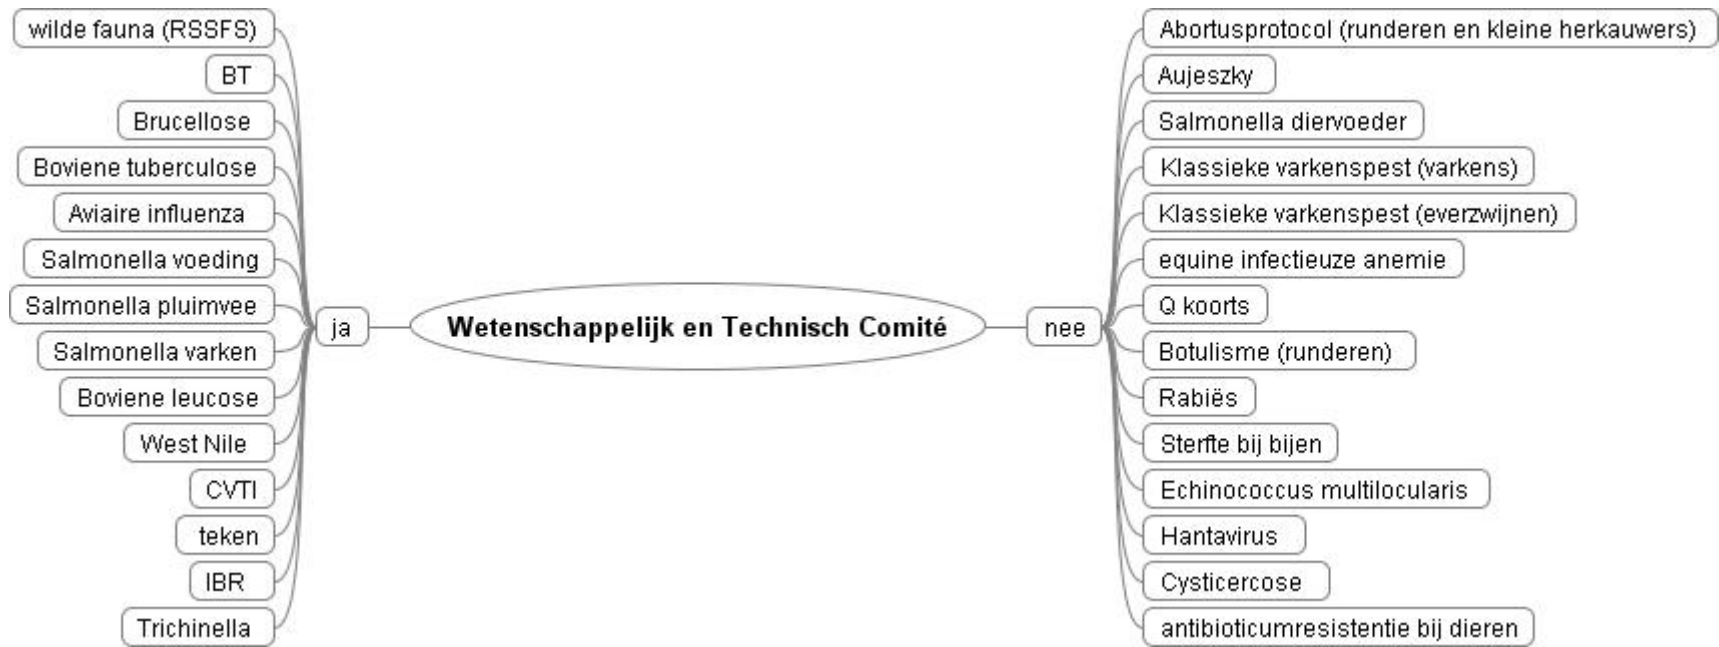 wilde fauna (RSSFS)
BT
Brucellose
Boviene tuberculose
Aviaire influenza
Salmonella voeding
Salmonella pluimvee
Salmonella varken
Boviene leucose
West Nile
CVTI
teken
IBR
Trichinella
ja
Wetenschappelijk en Technisch Comité
nee
Abortusprotocol (runderen en kleine herkauwers)
Aujeszky
Salmonella diervoeder
Klassieke varkenspest (varkens)
Klassieke varkenspest (everzwijnen)
equine infectieuze anemie
Q koorts
Botulisme (runderen)
Rabiës
Sterfte bij bijen
Echinococcus multilocularis
Hantavirus
Cysticercose
antibioticumresistentie bij dieren